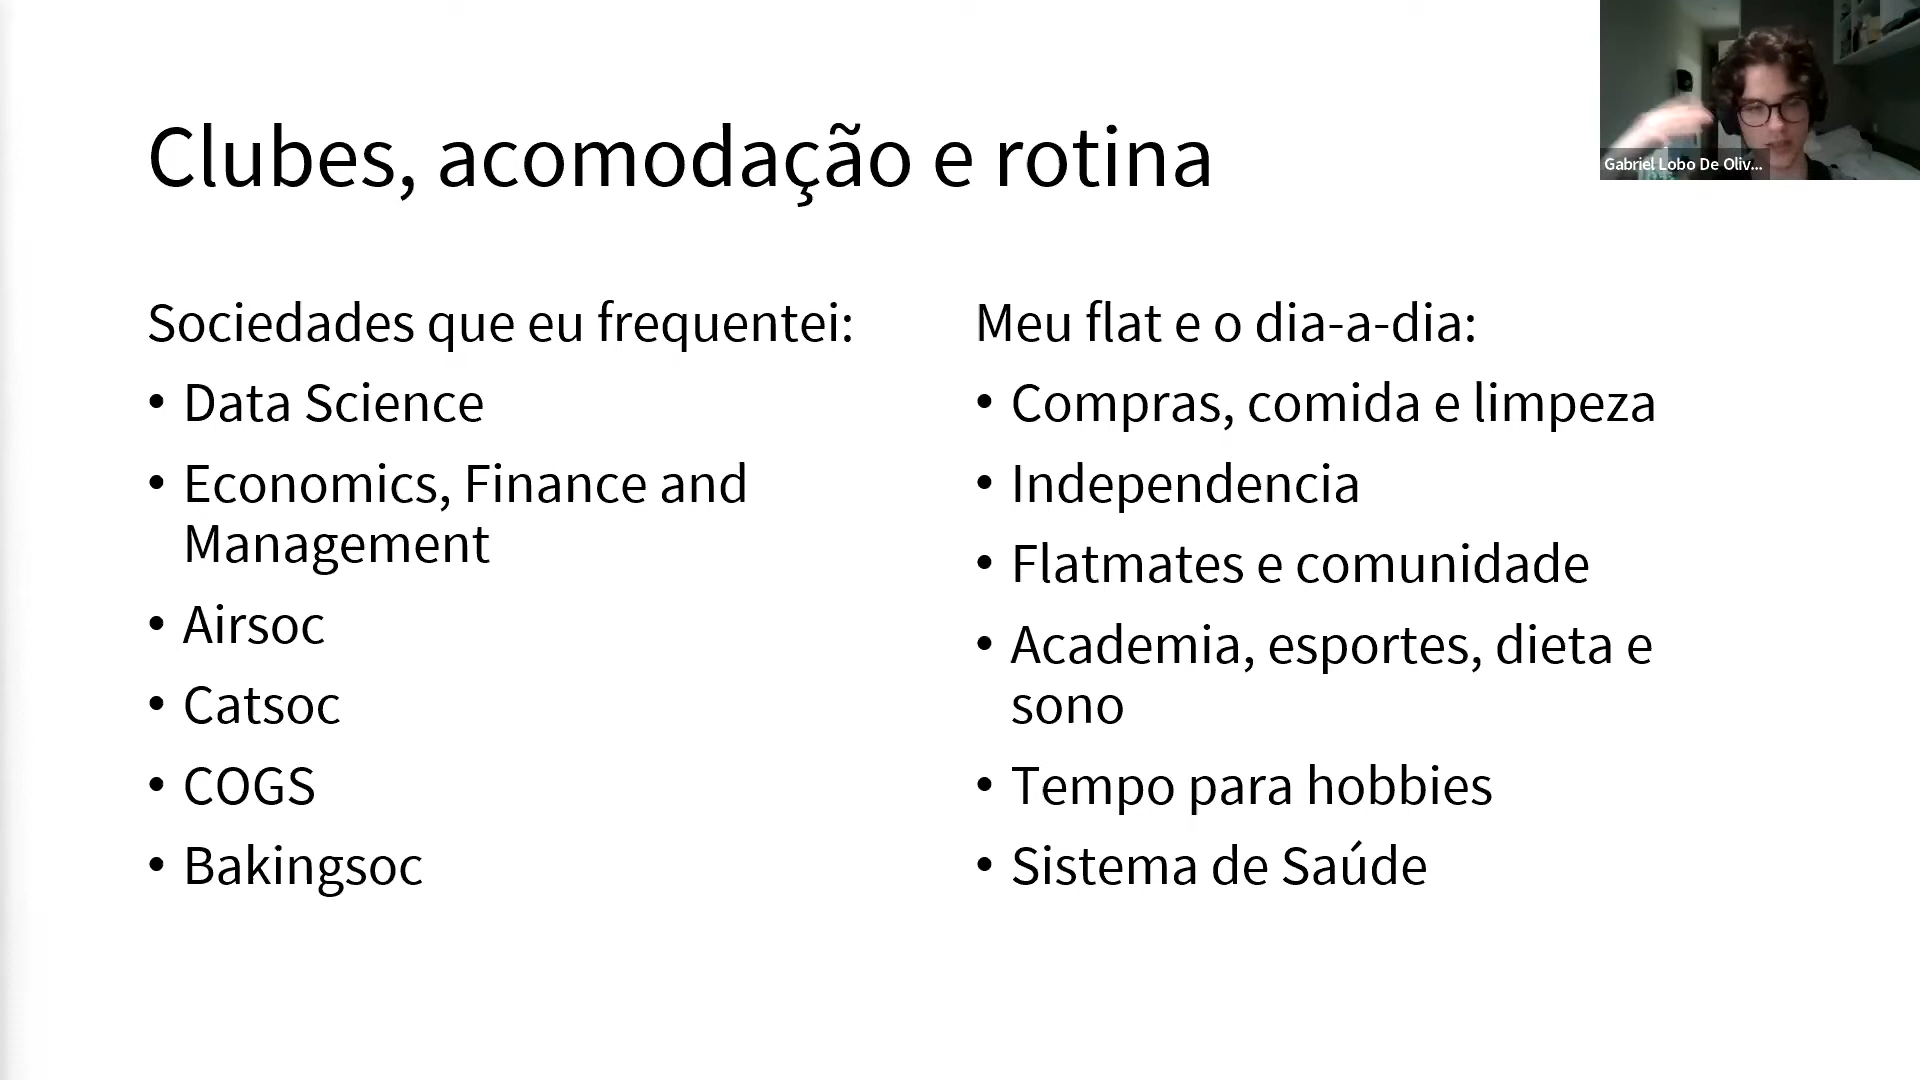 Clubes, acomodação e rotina
Gabriel Lobo De Oliv...
Sociedades que eu frequentei:
• Data Science
• Economics, Finance and
Management
• Airsoc
• Catsoc
• COGS
• Bakingsoc
Meu flat e o dia-a-dia:
• Compras, comida e limpeza
• Independencia
• Flatmates e comunidade
• Academia, esportes, dieta e
sono
• Tempo para hobbies
• Sistema de Saúde